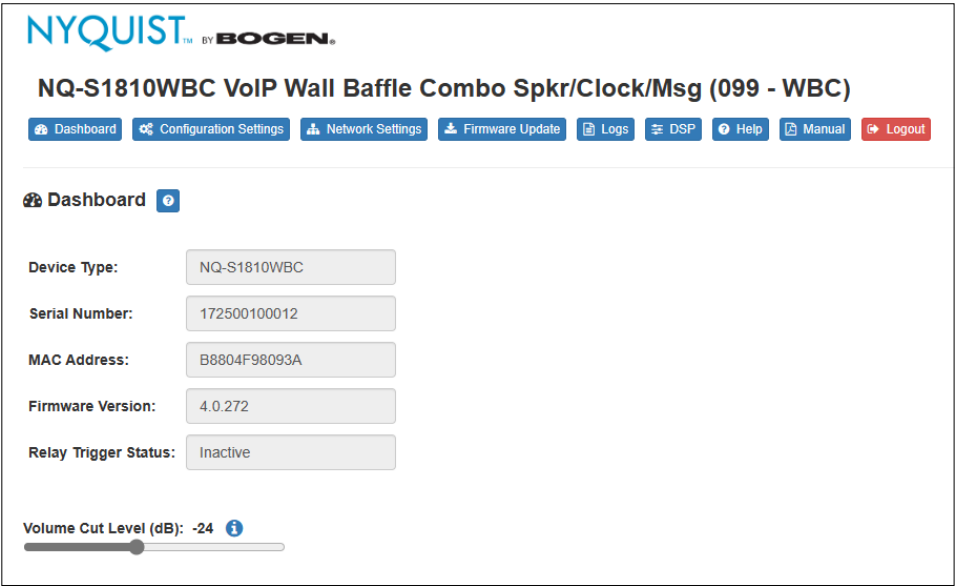 NYQUIST™ BY BOGEN®
NQ-S1810WBC VoIP Wall Baffle Combo Spkr/Clock/Msg (099 - WBC)
Dashboard Configuration Settings Network Settings Firmware Update Logs DSP Help Manual Logout
Dashboard
Device Type: NQ-S1810WBC
Serial Number: 172500100012
MAC Address: B8804F98093A
Firmware Version: 4.0.272
Relay Trigger Status: Inactive
Volume Cut Level (dB): -24